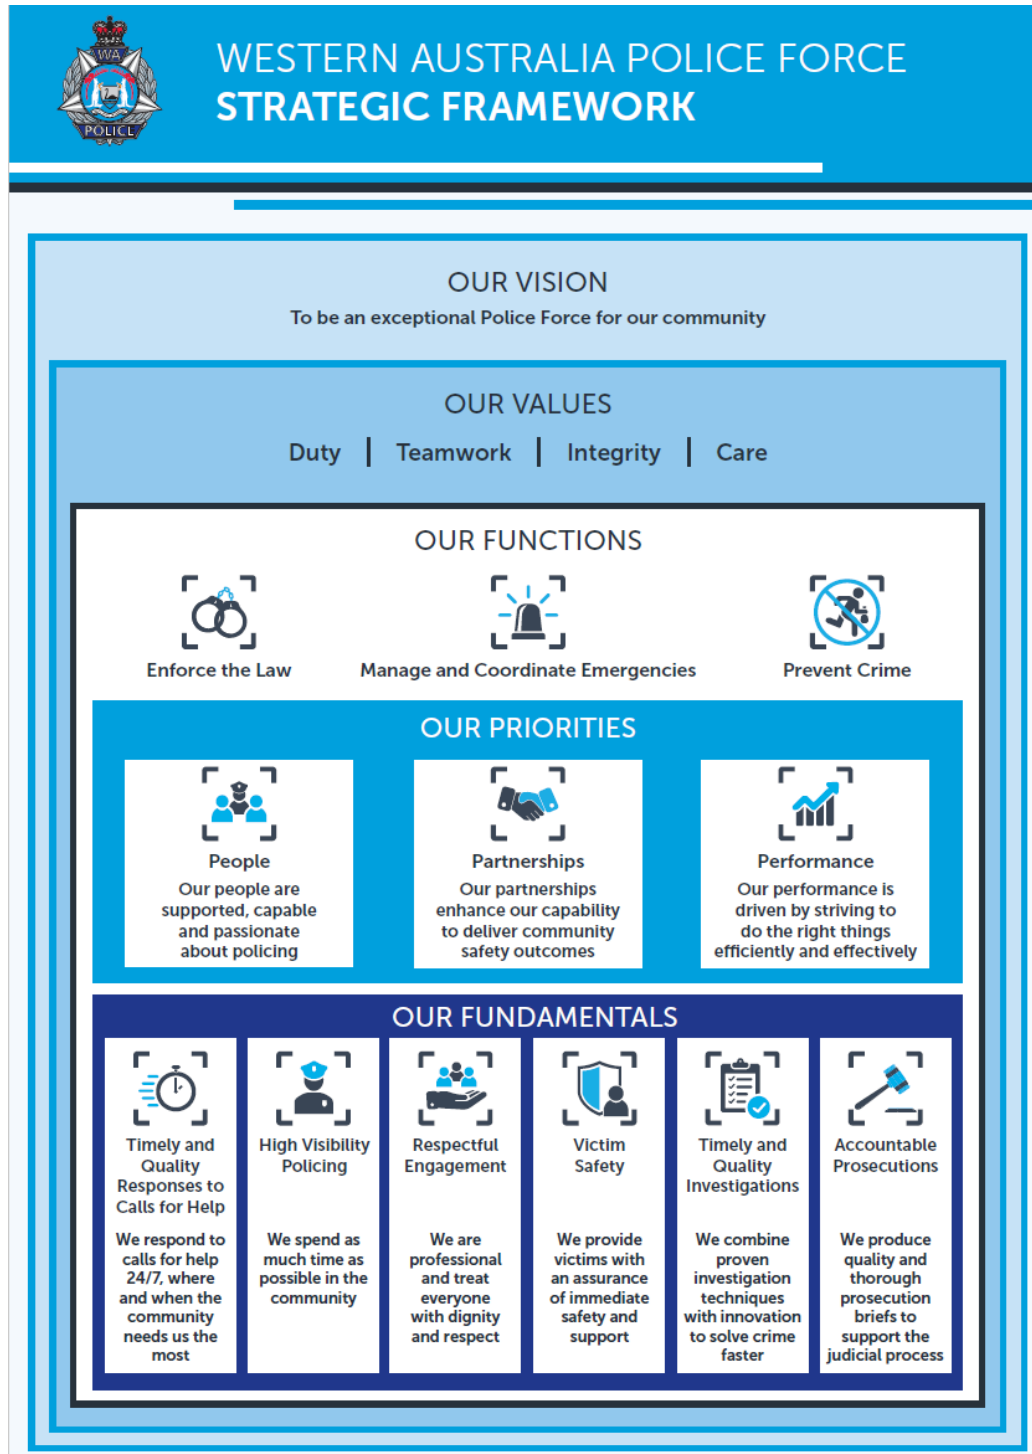 WA
POLICE
WESTERN AUSTRALIA POLICE FORCE
STRATEGIC FRAMEWORK
OUR VISION
To be an exceptional Police Force for our community
OUR VALUES
Duty | Teamwork | Integrity | Care
OUR FUNCTIONS
Enforce the Law
Manage and Coordinate Emergencies
Prevent Crime
OUR PRIORITIES
People
Our people are
supported, capable
and passionate
about policing
Partnerships
Our partnerships
enhance our capability
to deliver community
safety outcomes
Performance
Our performance is
driven by striving to
do the right things
efficiently and effectively
OUR FUNDAMENTALS
Timely and
Quality
Responses to
Calls for Help
We respond to
calls for help
24/7, where
and when the
community
needs us the
most
High Visibility
Policing
We spend as
much time as
possible in the
community
Respectful
Engagement
We are
professional
and treat
everyone
with dignity
and respect
Victim
Safety
We provide
victims with
an assurance
of immediate
safety and
support
Timely and
Quality
Investigations
We combine
proven
investigation
techniques
with innovation
to solve crime
faster
Accountable
Prosecutions
We produce
quality and
thorough
prosecution
briefs to
support the
judicial process